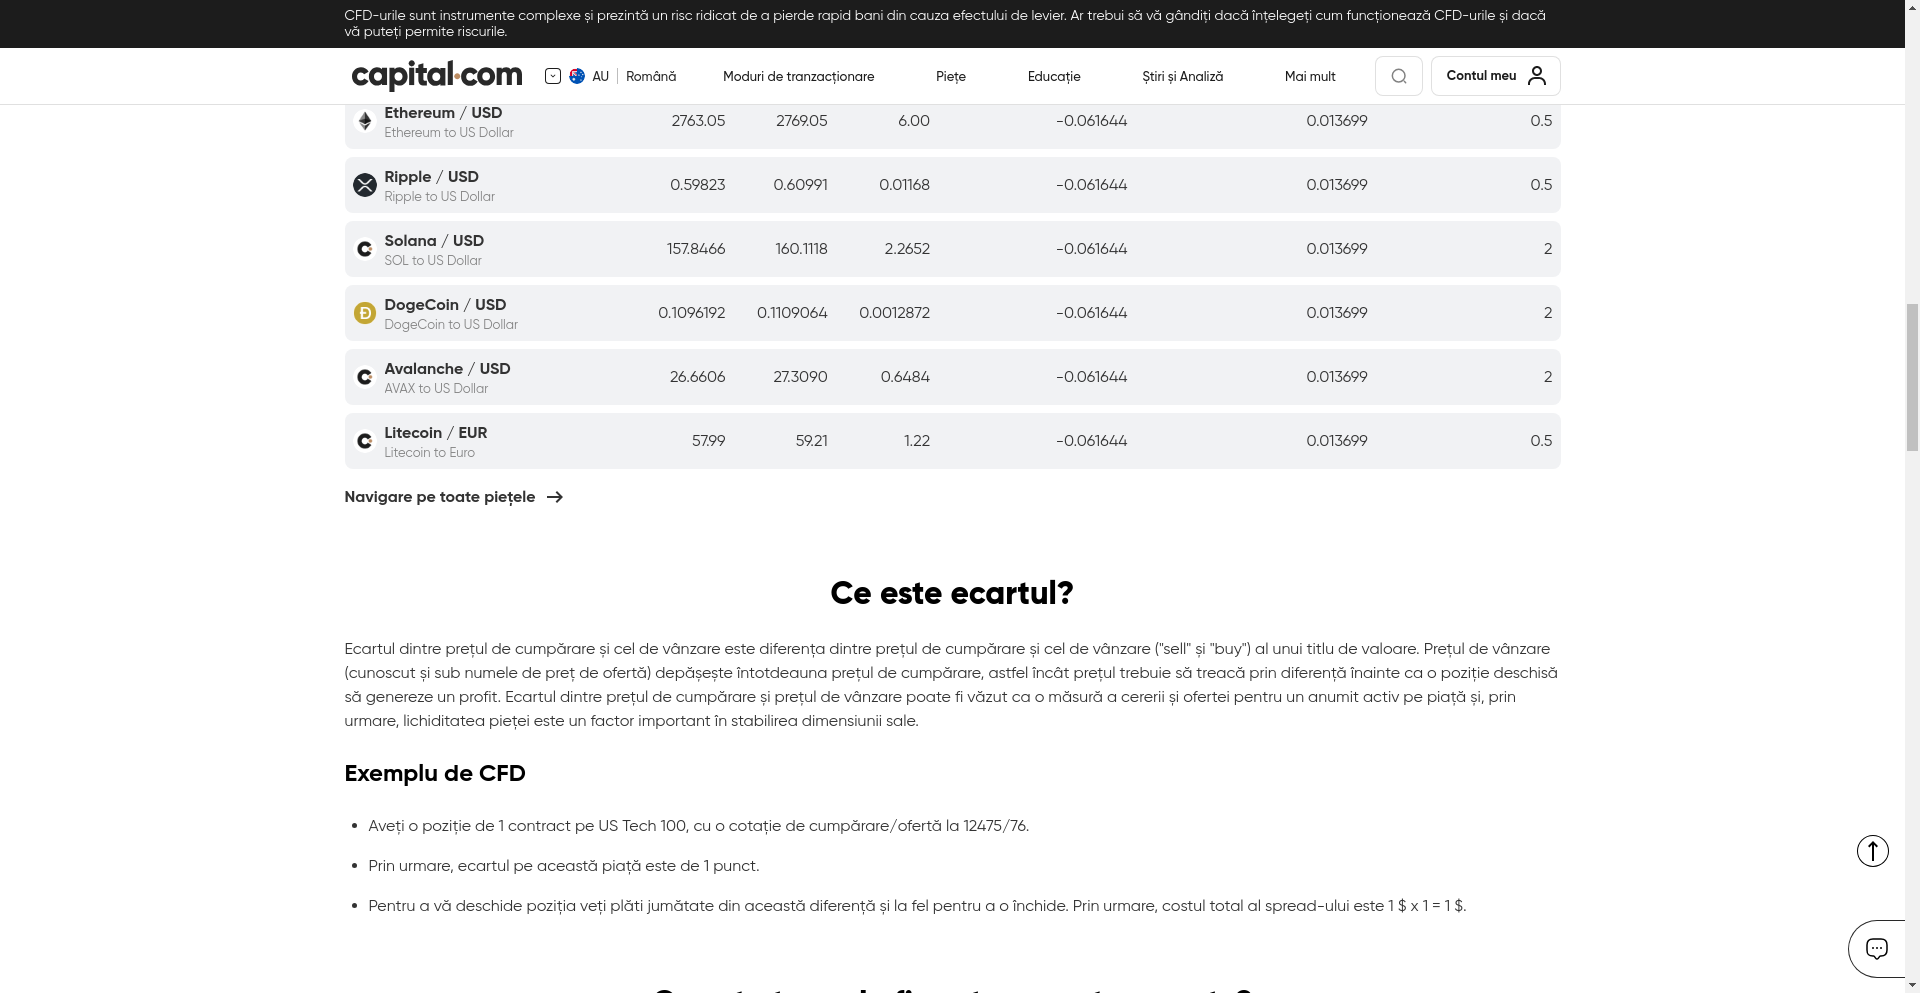 CFD-urile sunt instrumente complexe și prezintă un risc ridicat de a pierde rapid bani din cauza efectului de levier. Ar trebui să vă gândiți dacă înțelegeți cum funcționează CFD-urile și dacă
vă puteți permite riscurile.
capital.com AU Română Moduri de tranzacționare Piețe Educație Știri și Analiză Mai mult Contul meu
Ethereum / USD 2763.05 2769.05 6.00 -0.061644 0.013699 0.5
Ethereum to US Dollar
Ripple / USD 0.59823 0.60991 0.01168 -0.061644 0.013699 0.5
Ripple to US Dollar
Solana / USD 157.8466 160.1118 2.2652 -0.061644 0.013699 2
SOL to US Dollar
DogeCoin / USD 0.1096192 0.1109064 0.0012872 -0.061644 0.013699 2
DogeCoin to US Dollar
Avalanche / USD 26.6606 27.3090 0.6484 -0.061644 0.013699 2
AVAX to US Dollar
Litecoin / EUR 57.99 59.21 1.22 -0.061644 0.013699 0.5
Litecoin to Euro
Navigare pe toate piețele
Ce este ecartul?
Ecartul dintre prețul de cumpărare și cel de vânzare este diferența dintre prețul de cumpărare și cel de vânzare ("sell" și "buy") al unui titlu de valoare. Prețul de vânzare
(cunoscut și sub numele de preț de ofertă) depășește întotdeauna prețul de cumpărare, astfel încât prețul trebuie să treacă prin diferență înainte ca o poziție deschisă
să genereze un profit. Ecartul dintre prețul de cumpărare și prețul de vânzare poate fi văzut ca o măsură a cererii și ofertei pentru un anumit activ pe piață și, prin
urmare, lichiditatea pieței este un factor important în stabilirea dimensiunii sale.
Exemplu de CFD
• Aveți o poziție de 1 contract pe US Tech 100, cu o cotație de cumpărare/ofertă la 12475/76.
• Prin urmare, ecartul pe această piață este de 1 punct.
• Pentru a vă deschide poziția veți plăti jumătate din această diferență și la fel pentru a o închide. Prin urmare, costul total al spread-ului este 1 $ x 1 = 1 $.